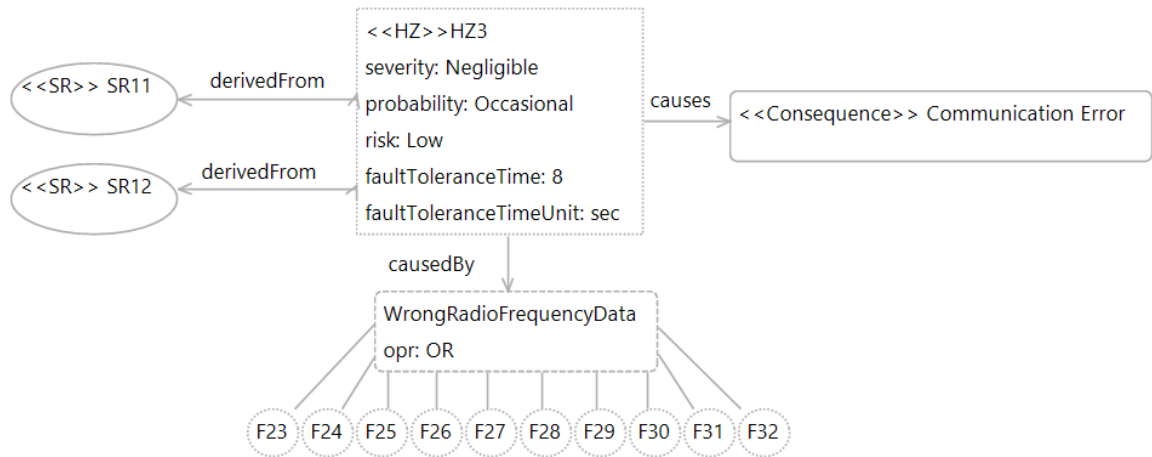 <<SR>> SR11
derivedFrom
<<SR>> SR12
derivedFrom
<<HZ>>HZ3
severity: Negligible
probability: Occasional
risk: Low
faultToleranceTime: 8
faultToleranceTimeUnit: sec
causes
<<Consequence>> Communication Error
causedBy
WrongRadioFrequencyData
opr: OR
F23 F24 F25 F26 F27 F28 F29 F30 F31 F32